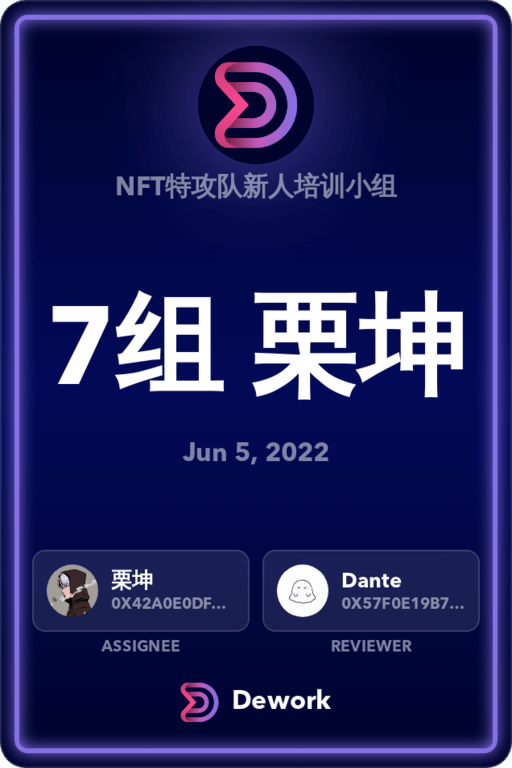 NFT特攻队新人培训小组
7组 栗坤
Jun 5, 2022
栗坤
0X42A0E0DF...
ASSIGNEE
Dante
0X57F0E19B7...
REVIEWER
Dework